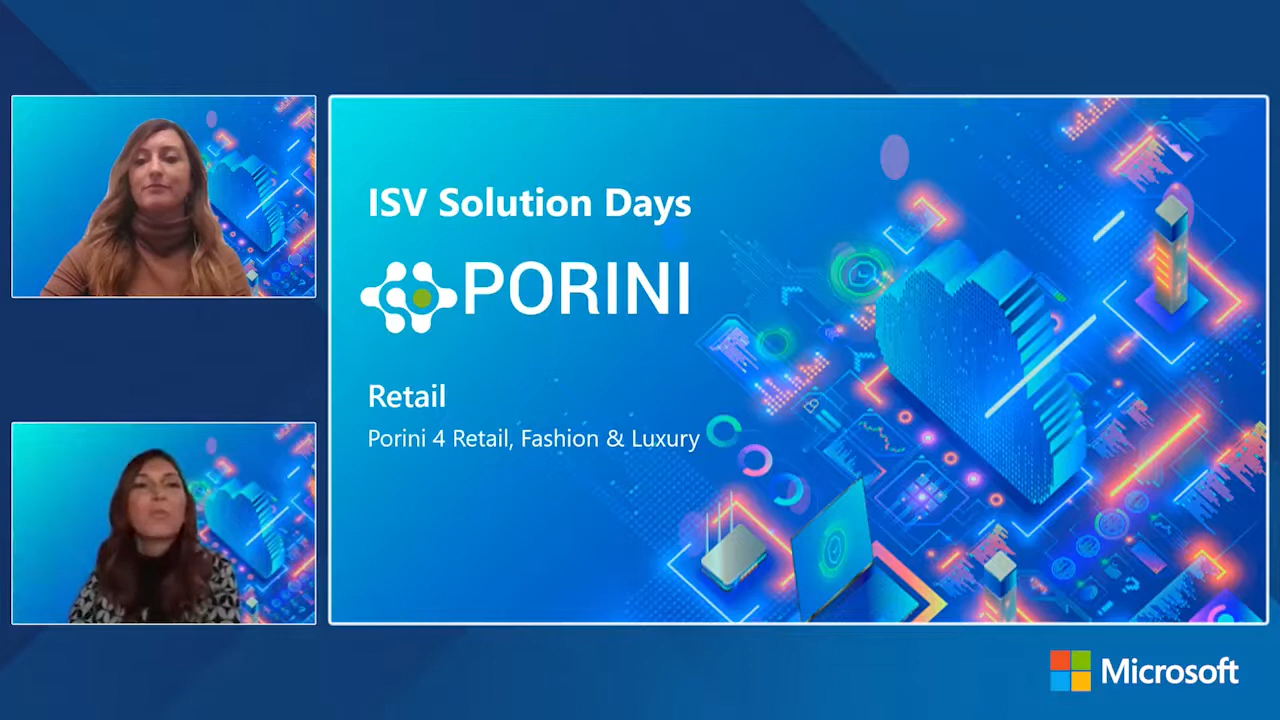 ISV Solution Days
PORINI
Retail
Porini 4 Retail, Fashion & Luxury
Microsoft